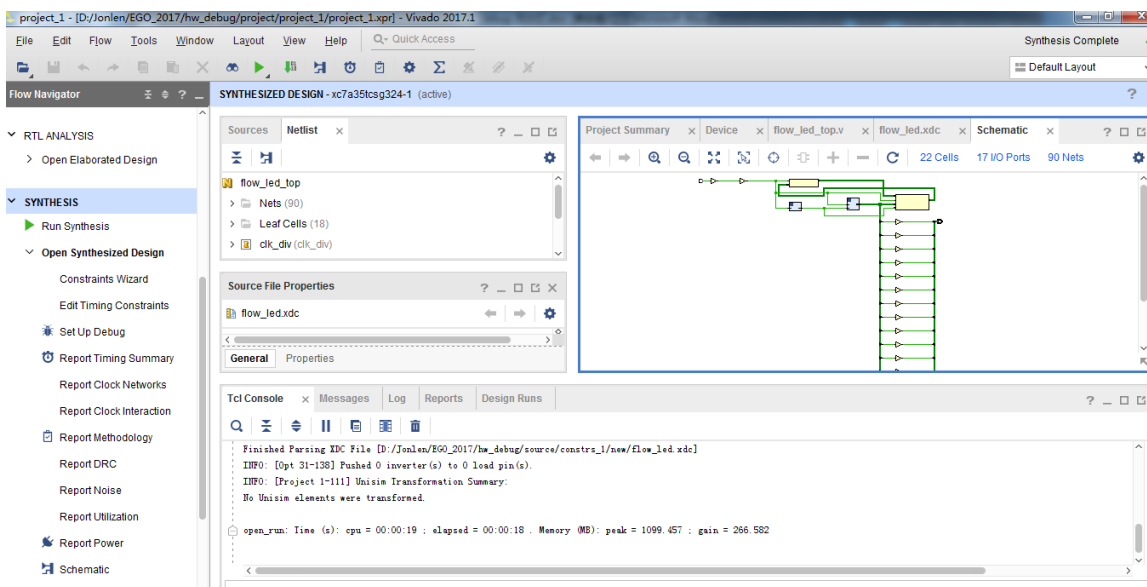 project_1 - [D:/Jonlen/EGO_2017/hw_debug/project/project_1/project_1.xpr] - Vivado 2017.1
File Edit Flow Tools Window Layout View Help Quick Access
Synthesis Complete
Default Layout
Flow Navigator
SYNTHESIZED DESIGN - xc7a35tcsg324-1 (active)
RTL ANALYSIS
Open Elaborated Design
SYNTHESIS
Run Synthesis
Open Synthesized Design
Constraints Wizard
Edit Timing Constraints
Set Up Debug
Report Timing Summary
Report Clock Networks
Report Clock Interaction
Report Methodology
Report DRC
Report Noise
Report Utilization
Report Power
Schematic
Sources Netlist
flow_led_top
Nets (90)
Leaf Cells (18)
clk_div (clk_div)
Source File Properties
flow_led.xdc
General Properties
Project Summary Device flow_led_top.v flow_led.xdc Schematic
22 Cells 17 I/O Ports 90 Nets
Tcl Console Messages Log Reports Design Runs
Finished Parsing XDC File [D:/Jonlen/EGO_2017/hw_debug/source/constrs_1/new/flow_led.xdc]
INFO: [Opt 31-138] Pushed 0 inverter(s) to 0 load pin(s).
INFO: [Project 1-111] Unisim Transformation Summary:
No Unisim elements were transformed.
open_run: Time (s): cpu = 00:00:19 ; elapsed = 00:00:18 . Memory (MB): peak = 1099.457 ; gain = 266.582